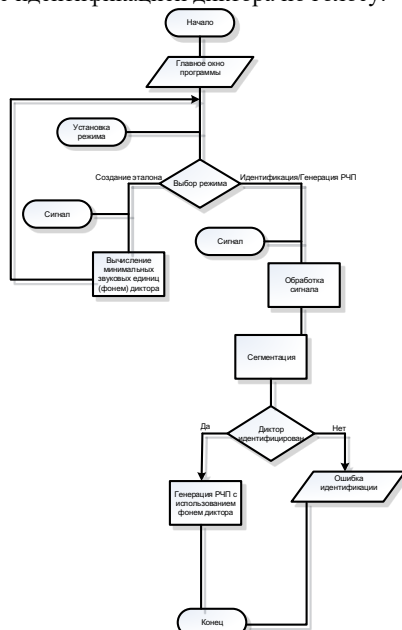 идентификацией диктора по голосу.
Начало
Главное окно
программы
Установка
режима
Создание эталона
Выбор режима
Идентификация/Генерация РЧП
Сигнал
Сигнал
Вычисление
минимальных
звуковых единиц
(фонем) диктора
Обработка
сигнала
Сегментация
Да
Диктор
идентифицирован
Нет
Генерация РЧП с
использованием
фонем диктора
Ошибка
идентификации
Конец